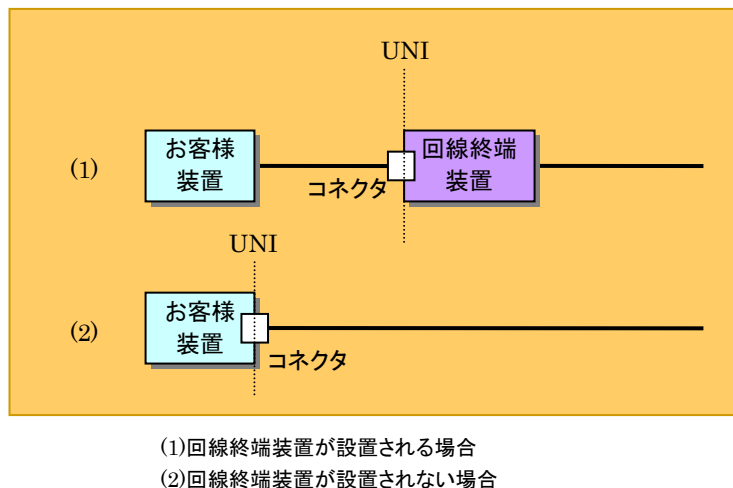 UNI
(1)
お客様
装置
コネクタ
回線終端
装置
UNI
(2)
お客様
装置
コネクタ
(1)回線終端装置が設置される場合
(2)回線終端装置が設置されない場合